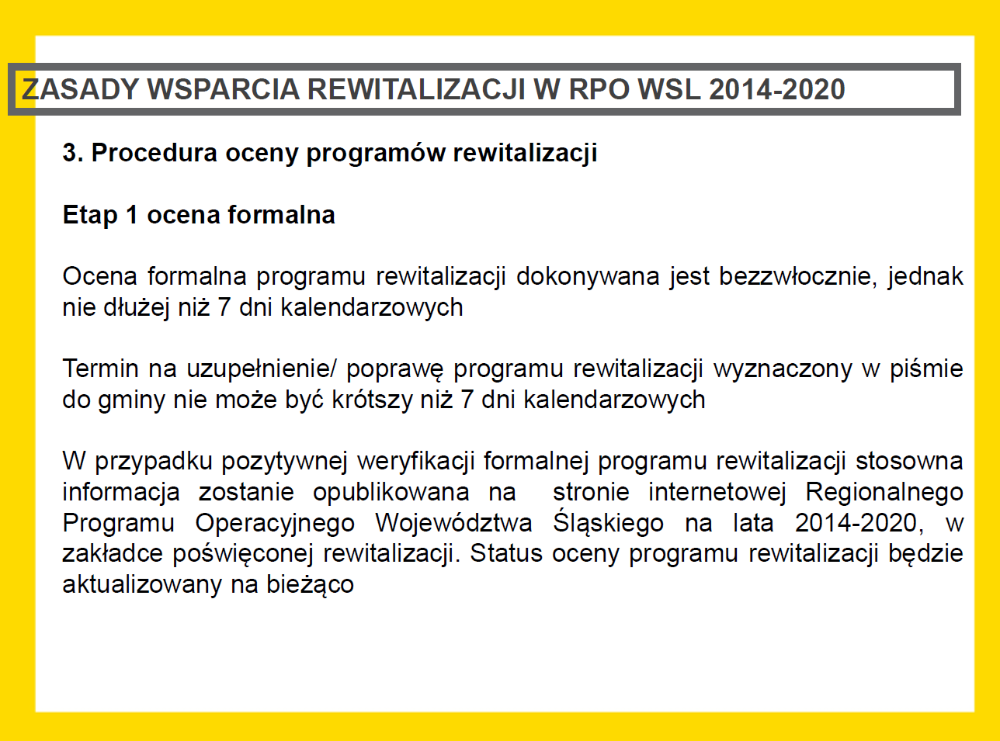 ZASADY WSPARCIA REWITALIZACJI W RPO WSL 2014-2020
3. Procedura oceny programów rewitalizacji
Etap 1 ocena formalna
Ocena formalna programu rewitalizacji dokonywana jest bezzwłocznie, jednak
nie dłużej niż 7 dni kalendarzowych
Termin na uzupełnienie/ poprawę programu rewitalizacji wyznaczony w piśmie
do gminy nie może być krótszy niż 7 dni kalendarzowych
W przypadku pozytywnej weryfikacji formalnej programu rewitalizacji stosowna
informacja zostanie opublikowana na stronie internetowej Regionalnego
Programu Operacyjnego Województwa Śląskiego na lata 2014-2020, w
zakładce poświęconej rewitalizacji. Status oceny programu rewitalizacji będzie
aktualizowany na bieżąco